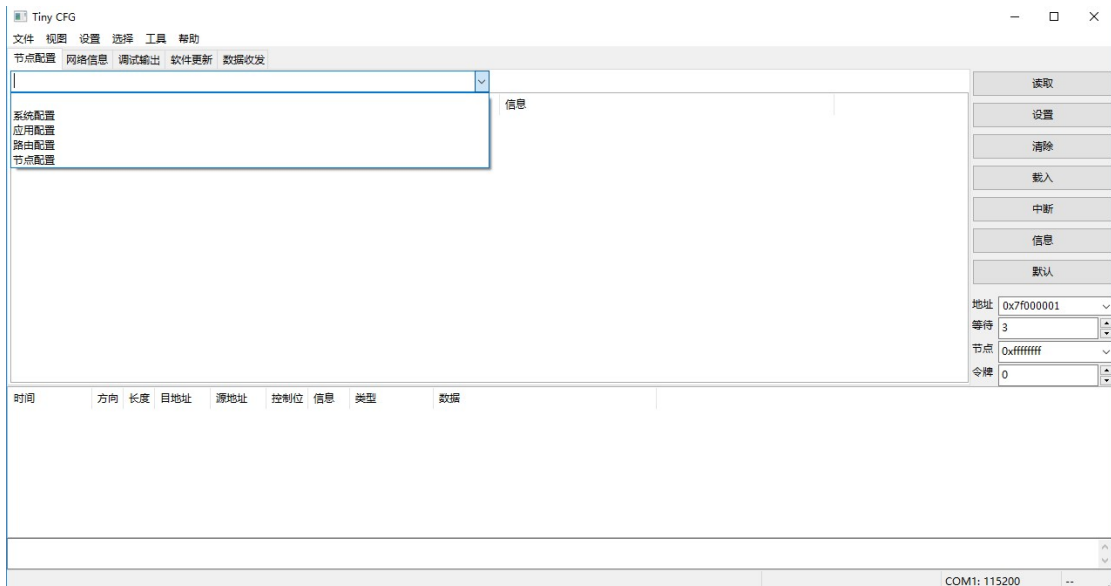 Tiny CFG
文件 视图 设置 选择 工具 帮助
节点配置 网络信息 调试输出 软件更新 数据收发
读取
信息
设置
系统配置
应用配置
路由配置
节点配置
清除
载入
中断
信息
默认
地址 0x7f000001
等待 3
节点 0xffffffff
令牌 0
时间 方向 长度 目地址 源地址 控制位 信息 类型 数据
COM1: 115200 --